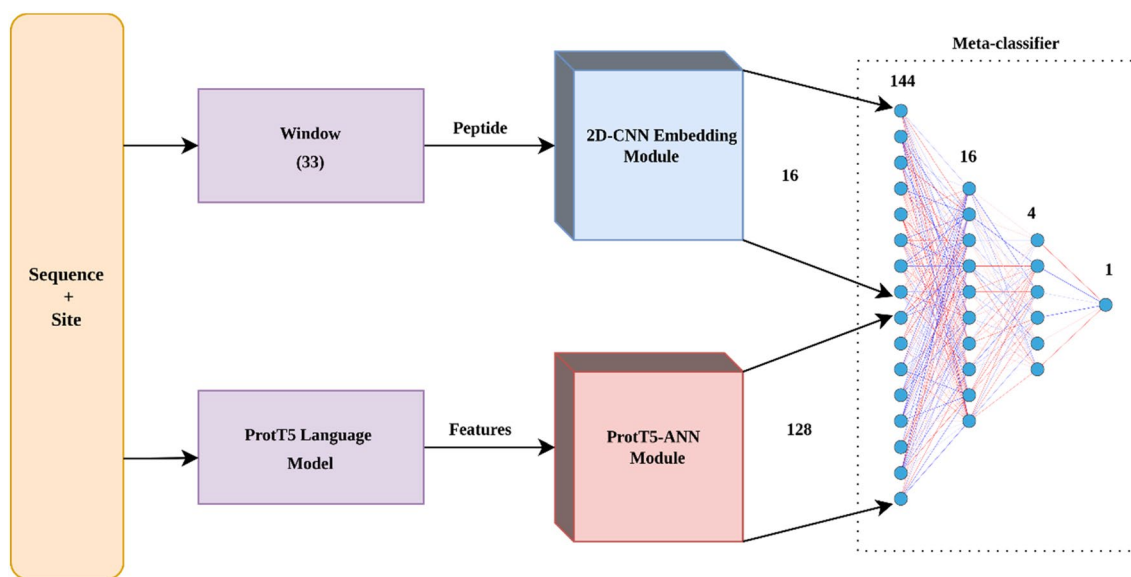 Sequence
+
Site
Window
(33)
Peptide
2D-CNN Embedding
Module
16
ProtT5 Language
Model
Features
ProtT5-ANN
Module
128
Meta-classifier
144
16
4
1